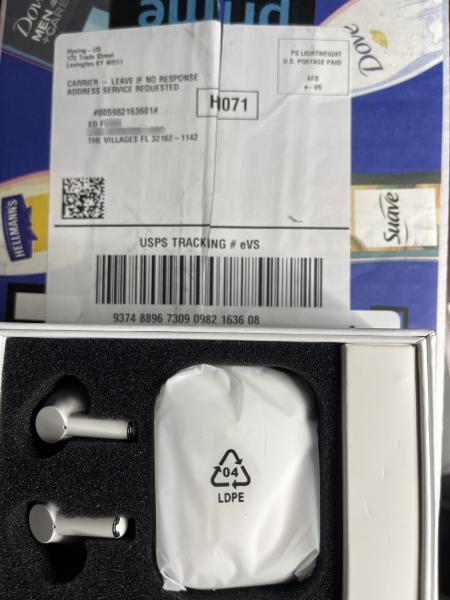 Dove
MEN
+CARE
prime
Dove
Hyning - US
172 Trade Street
Lexington KY 40511
PS LIGHTWEIGHT
U.S. POSTAGE PAID
AFB
e - VS
CARRIER - LEAVE IF NO RESPONSE
ADDRESS SERVICE REQUESTED
H071
#005982163601#
ED F
THE VILLAGES FL 32162-1142
HELLMANN'S
Suave
USPS TRACKING # eVS
9374 8896 7309 0982 1636 08
04
LDPE